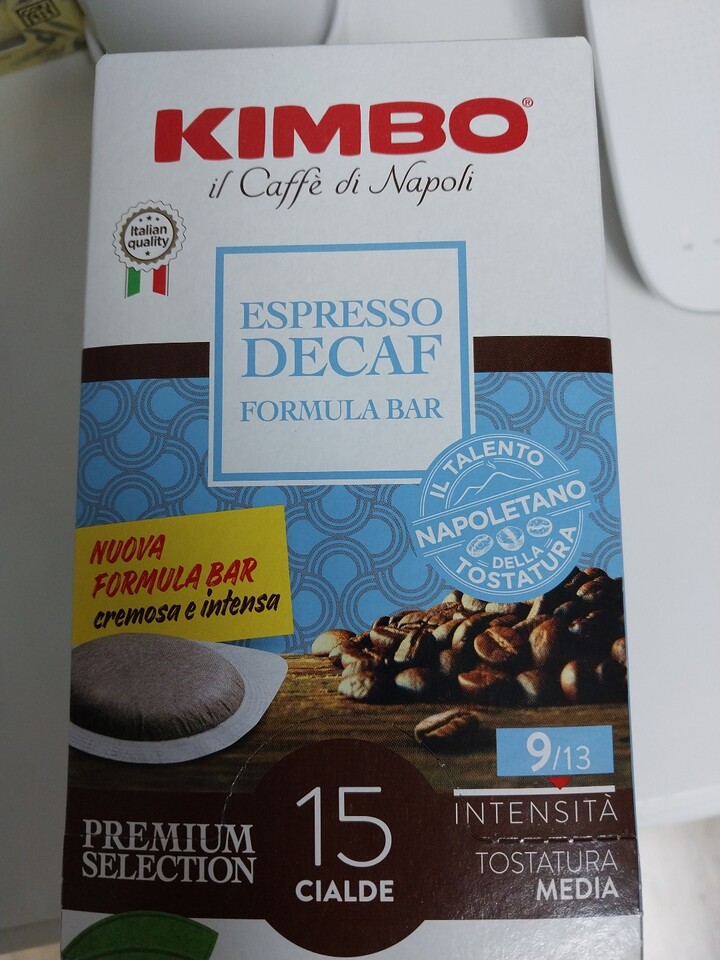 KIMBO®
il Caffè di Napoli
Italian
quality
ESPRESSO
DECAF
FORMULA BAR
IL TALENTO
NAPOLETANO
DELLA
TOSTATURA
NUOVA
FORMULA BAR
cremosa e intensa
9/13
INTENSITÀ
PREMIUM
SELECTION
15
CIALDE
TOSTATURA
MEDIA